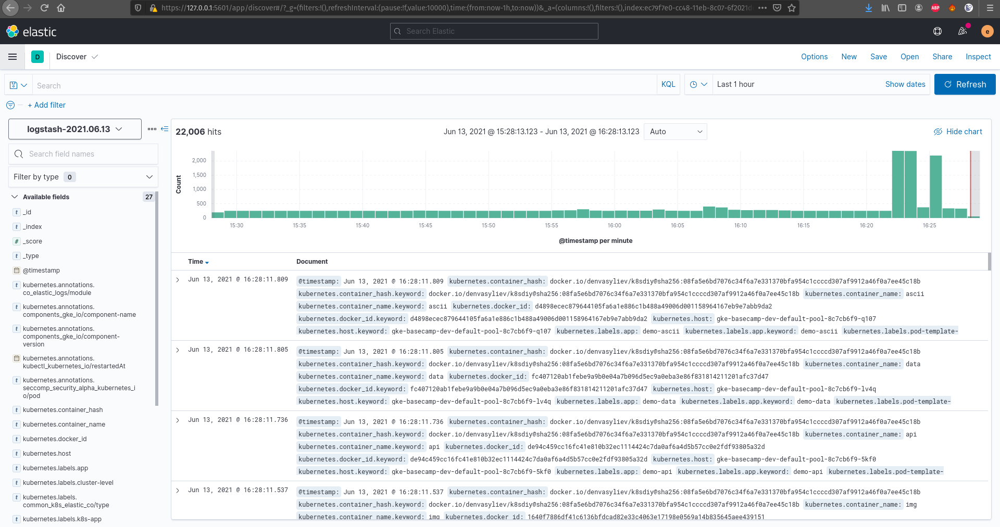 https://127.0.0.1:5601/app/discover#/?_g=(filters:!(),refreshInterval:(pause:!f,value:10000),time:(from:now-1h,to:now))&_a=(columns:!(),filters:!(),index:ec79f7e0-cc48-11eb-8c07-6f2021d
ABP
elastic
Search Elastic
e
D Discover
Options New Save Open Share Inspect
Search
KQL
Last 1 hour
Show dates
Refresh
+ Add filter
logstash-2021.06.13
22,006 hits
Jun 13, 2021 @ 15:28:13.123 - Jun 13, 2021 @ 16:28:13.123
Auto
Hide chart
Search field names
Filter by type 0
Available fields 27
t _id
t _index
# _score
t _type
@timestamp
t kubernetes.annotations.
co_elastic_logs/module
t kubernetes.annotations.
components_gke_io/component-name
t kubernetes.annotations.
components_gke_io/component-
version
kubernetes.annotations.
kubectl_kubernetes_io/restartedAt
t kubernetes.annotations.
seccomp_security_alpha_kubernetes_i
o/pod
t kubernetes.container_hash
t kubernetes.container_name
t kubernetes.docker_id
t kubernetes.host
t kubernetes.labels.app
t kubernetes.labels.cluster-level
t kubernetes.labels.
common_k8s_elastic_co/type
t kubernetes.labels.k8s-app
Count
2,000
1,500
1,000
500
0
15:30 15:35 15:40 15:45 15:50 15:55 16:00 16:05 16:10 16:15 16:20 16:25
@timestamp per minute
Time Document
Jun 13, 2021 @ 16:28:11.809
@timestamp: Jun 13, 2021 @ 16:28:11.809 kubernetes.container_hash: docker.io/denvasyliev/k8sdiy@sha256:08fa5e6bd7076c34f6a7e331370bfa954c1ccccd307af9912a46f0a7ee45c18b
kubernetes.container_hash.keyword: docker.io/denvasyliev/k8sdiy@sha256:08fa5e6bd7076c34f6a7e331370bfa954c1ccccd307af9912a46f0a7ee45c18b kubernetes.container_name: ascii
kubernetes.container_name.keyword: ascii kubernetes.docker_id: d4898ecec879644105fa6a1e886c1b488a49006d001158964167eb9e7abb9da2
kubernetes.docker_id.keyword: d4898ecec879644105fa6a1e886c1b488a49006d001158964167eb9e7abb9da2 kubernetes.host: gke-basecamp-dev-default-pool-8c7cb6f9-q107
kubernetes.host.keyword: gke-basecamp-dev-default-pool-8c7cb6f9-q107 kubernetes.labels.app: demo-ascii kubernetes.labels.app.keyword: demo-ascii kubernetes.labels.pod-template-
Jun 13, 2021 @ 16:28:11.805
@timestamp: Jun 13, 2021 @ 16:28:11.805 kubernetes.container_hash: docker.io/denvasyliev/k8sdiy@sha256:08fa5e6bd7076c34f6a7e331370bfa954c1ccccd307af9912a46f0a7ee45c18b
kubernetes.container_hash.keyword: docker.io/denvasyliev/k8sdiy@sha256:08fa5e6bd7076c34f6a7e331370bfa954c1ccccd307af9912a46f0a7ee45c18b kubernetes.container_name: data
kubernetes.container_name.keyword: data kubernetes.docker_id: fc407120ab1febe9a9b0e04a7b096d5ec9a0eba3e86f831814211201afc37d47
kubernetes.docker_id.keyword: fc407120ab1febe9a9b0e04a7b096d5ec9a0eba3e86f831814211201afc37d47 kubernetes.host: gke-basecamp-dev-default-pool-8c7cb6f9-lv4q
kubernetes.host.keyword: gke-basecamp-dev-default-pool-8c7cb6f9-lv4q kubernetes.labels.app: demo-data kubernetes.labels.app.keyword: demo-data kubernetes.labels.pod-template-
Jun 13, 2021 @ 16:28:11.736
@timestamp: Jun 13, 2021 @ 16:28:11.736 kubernetes.container_hash: docker.io/denvasyliev/k8sdiy@sha256:08fa5e6bd7076c34f6a7e331370bfa954c1ccccd307af9912a46f0a7ee45c18b
kubernetes.container_hash.keyword: docker.io/denvasyliev/k8sdiy@sha256:08fa5e6bd7076c34f6a7e331370bfa954c1ccccd307af9912a46f0a7ee45c18b kubernetes.container_name: api
kubernetes.container_name.keyword: api kubernetes.docker_id: de94c459cc16fc41e810b32ec1114424c7da0af6a4d5b57cc0e2fdf93805a32d
kubernetes.docker_id.keyword: de94c459cc16fc41e810b32ec1114424c7da0af6a4d5b57cc0e2fdf93805a32d kubernetes.host: gke-basecamp-dev-default-pool-8c7cb6f9-5kf0
kubernetes.host.keyword: gke-basecamp-dev-default-pool-8c7cb6f9-5kf0 kubernetes.labels.app: demo-api kubernetes.labels.app.keyword: demo-api kubernetes.labels.pod-template-
Jun 13, 2021 @ 16:28:11.537
@timestamp: Jun 13, 2021 @ 16:28:11.537 kubernetes.container_hash: docker.io/denvasyliev/k8sdiy@sha256:08fa5e6bd7076c34f6a7e331370bfa954c1ccccd307af9912a46f0a7ee45c18b
kubernetes.container_hash.keyword: docker.io/denvasyliev/k8sdiy@sha256:08fa5e6bd7076c34f6a7e331370bfa954c1ccccd307af9912a46f0a7ee45c18b kubernetes.container_name: img
kubernetes.container_name.keyword: img kubernetes.docker_id: 1640f7886df41c6136bfdcad82e33c4063e17198e0569a14b835645aee439151